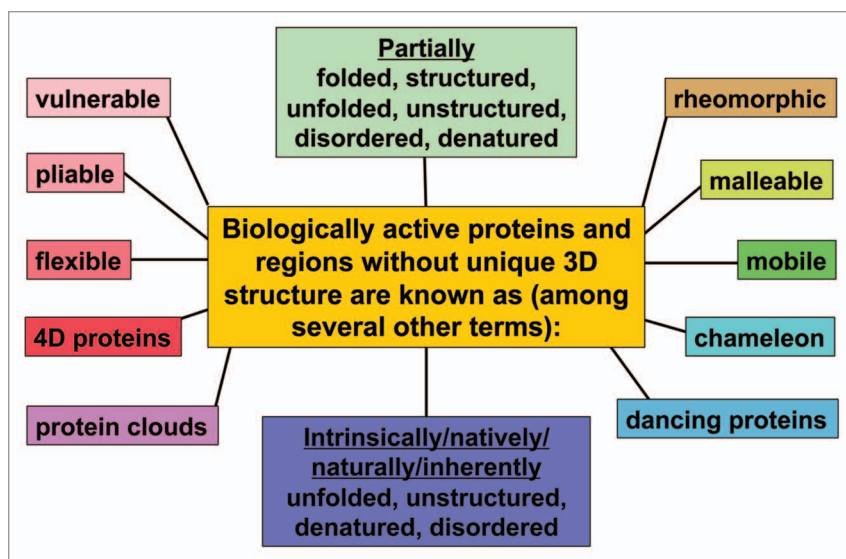 Partially
folded, structured,
unfolded, unstructured,
disordered, denatured
vulnerable
pliable
flexible
4D proteins
protein clouds
Biologically active proteins and
regions without unique 3D
structure are known as (among
several other terms):
rheomorphic
malleable
mobile
chameleon
dancing proteins
Intrinsically/natively/
naturally/inherently
unfolded, unstructured,
denatured, disordered